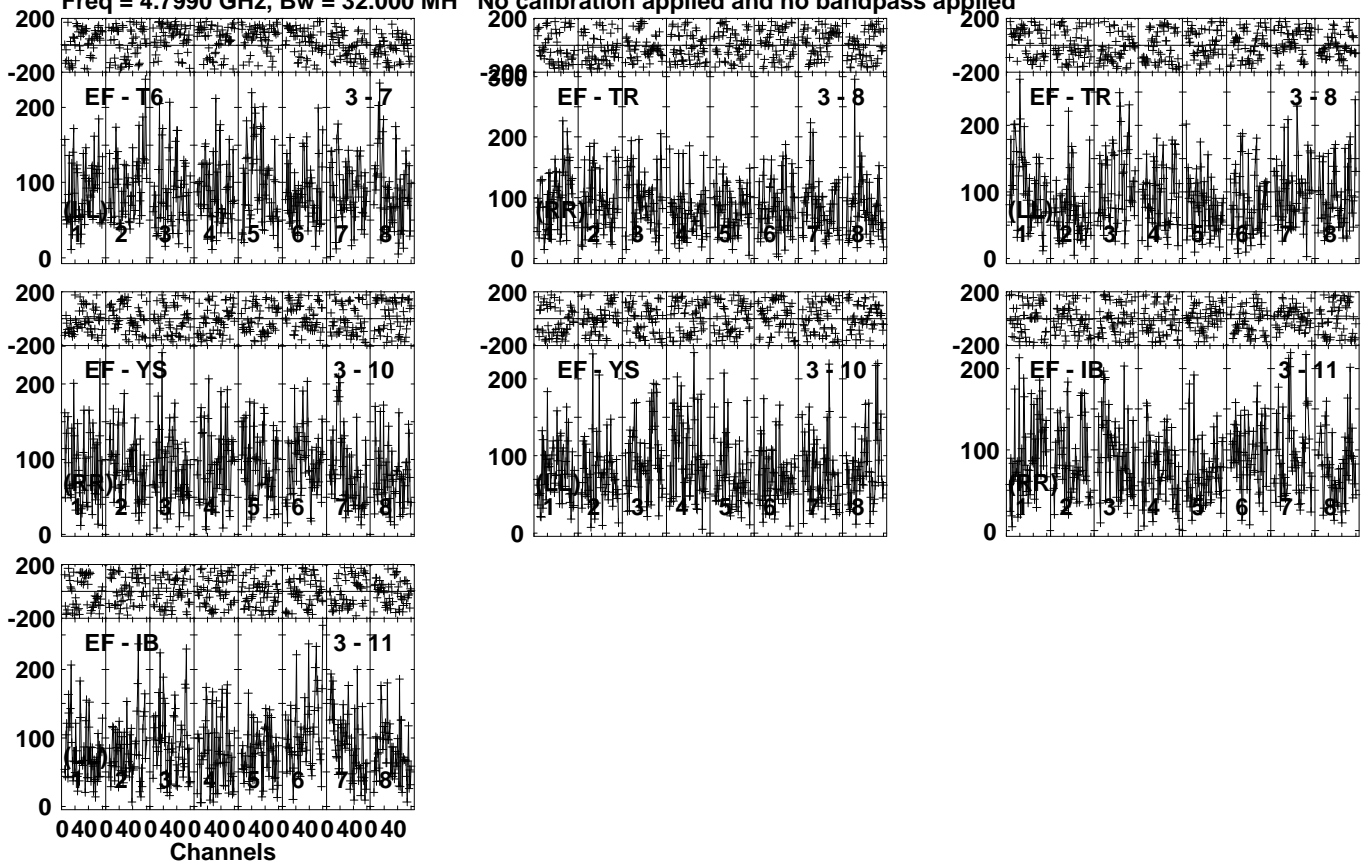 Freq = 4.7990 GHz, Bw = 32.000 MH No calibration applied and no bandpass applied
200
-200
EF - T6 3 - 7
200
100
(LL)
1 2 3 4 5 6 7 8
0
200
-200
300
EF - TR 3 - 8
200
100
(RR)
1 2 3 4 5 6 7 8
0
200
-200
EF - TR 3 - 8
200
100
(LL)
1 2 3 4 5 6 7 8
0
200
-200
EF - YS 3 - 10
200
100
(RR)
1 2 3 4 5 6 7 8
0
200
-200
EF - YS 3 - 10
200
100
(LL)
1 2 3 4 5 6 7 8
0
200
-200
EF - IB 3 - 11
200
100
(RR)
1 2 3 4 5 6 7 8
0
200
-200
EF - IB 3 - 11
200
100
(LL)
1 2 3 4 5 6 7 8
0
0 40 0 40 0 40 0 40 0 40 0 40 0 40 0 40
Channels